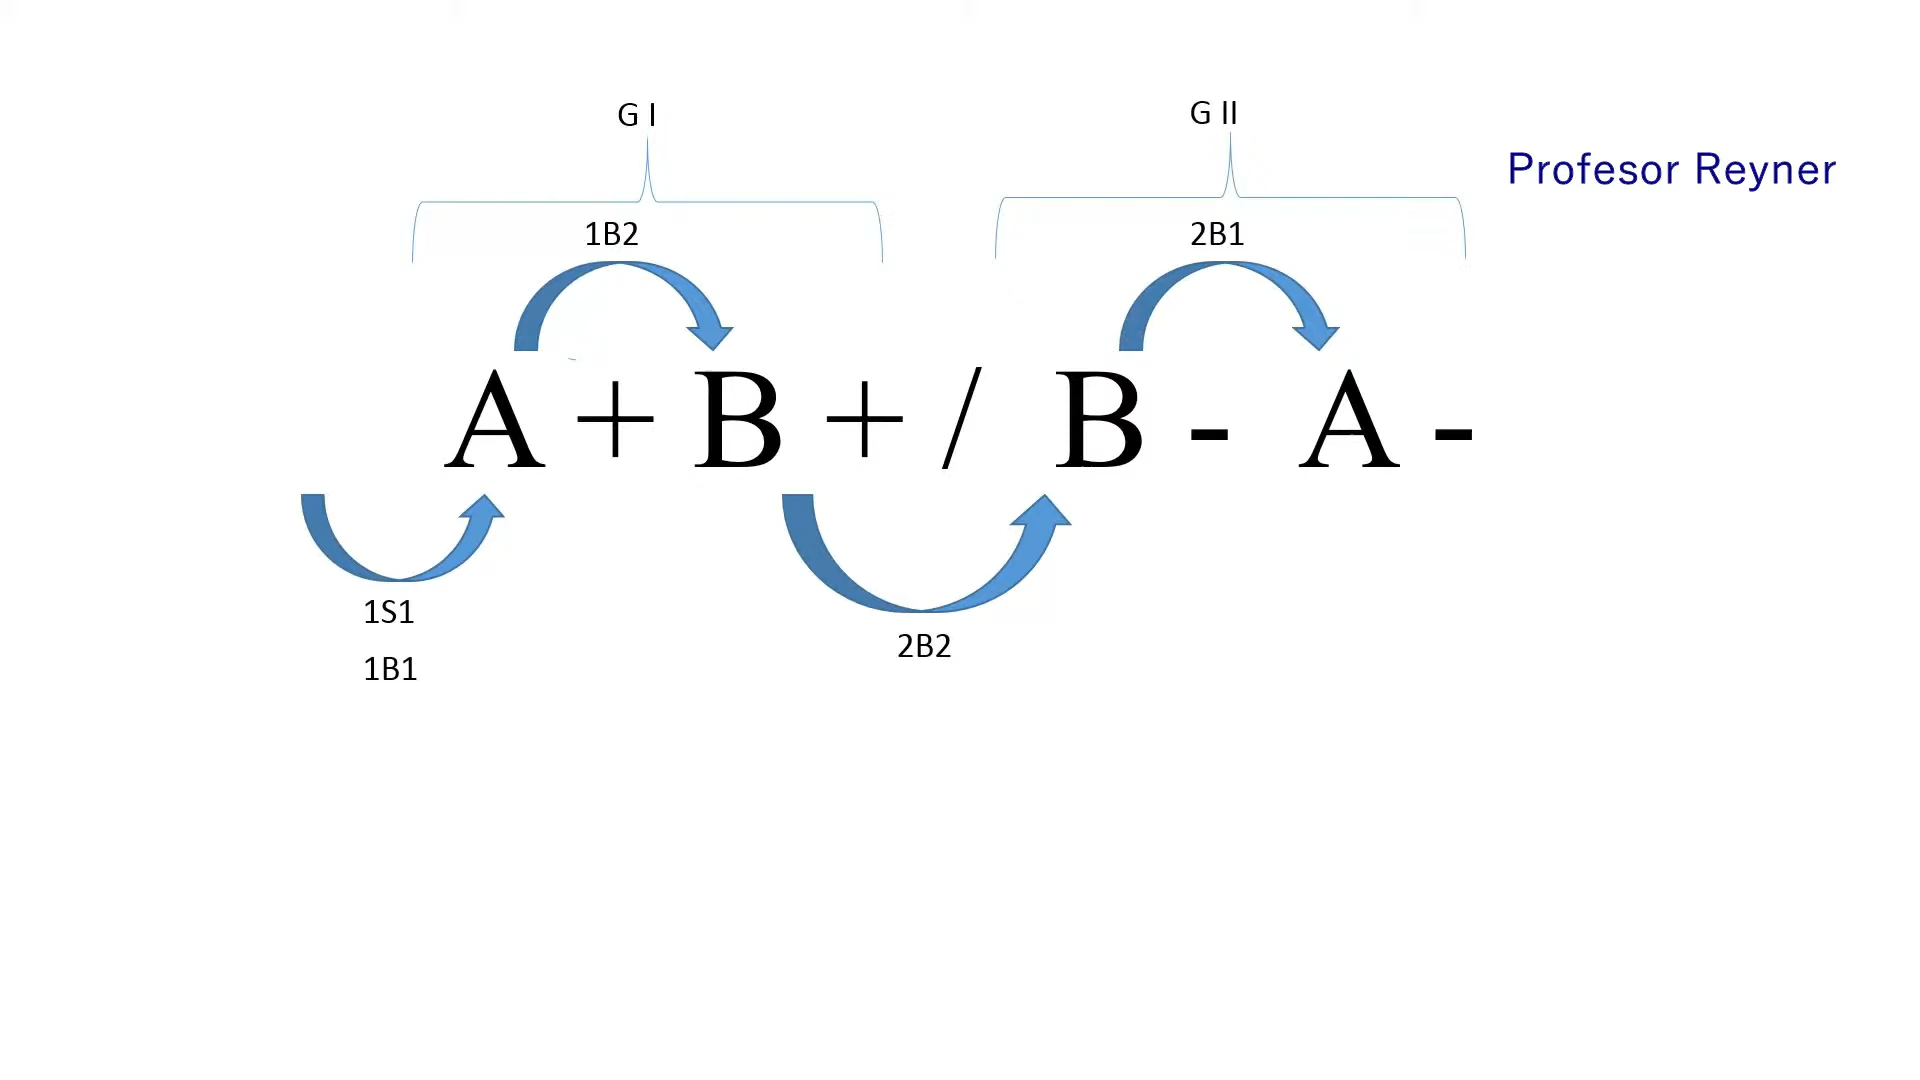 G I
G II
Profesor Reyner
1B2
2B1
A + B + / B - A -
1S1
2B2
1B1